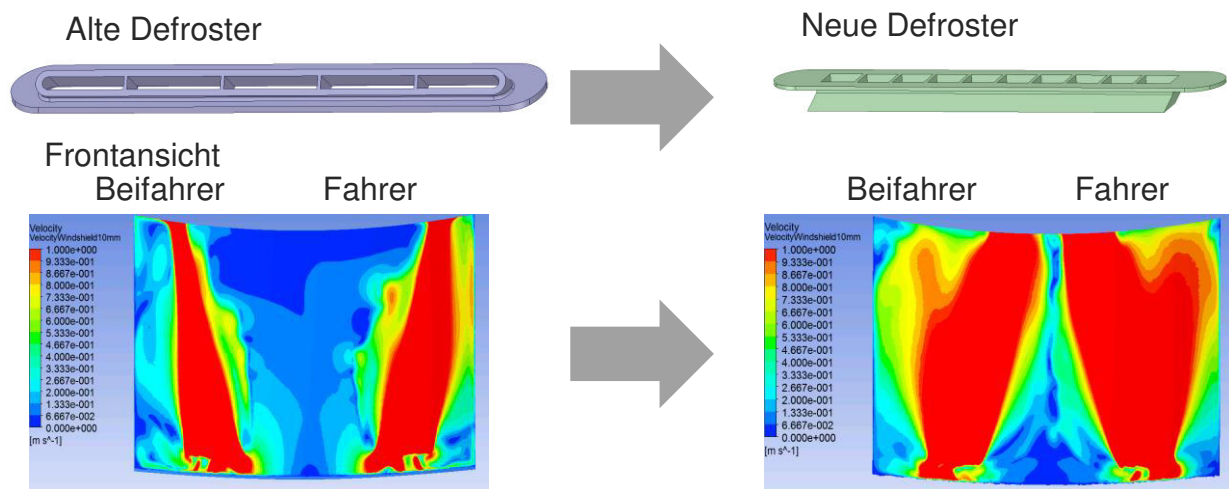 Alte Defroster
Neue Defroster
Frontansicht
Beifahrer Fahrer
Beifahrer Fahrer
Velocity
VelocityWindshield10mm
1.000e+000
9.333e-001
8.667e-001
8.000e-001
7.333e-001
6.667e-001
6.000e-001
5.333e-001
4.667e-001
4.000e-001
3.333e-001
2.667e-001
2.000e-001
1.333e-001
6.667e-002
0.000e+000
[m s^-1]
Velocity
VelocityWindshield10mm
1.000e+000
9.333e-001
8.667e-001
8.000e-001
7.333e-001
6.667e-001
6.000e-001
5.333e-001
4.667e-001
4.000e-001
3.333e-001
2.667e-001
2.000e-001
1.333e-001
6.667e-002
0.000e+000
[m s^-1]